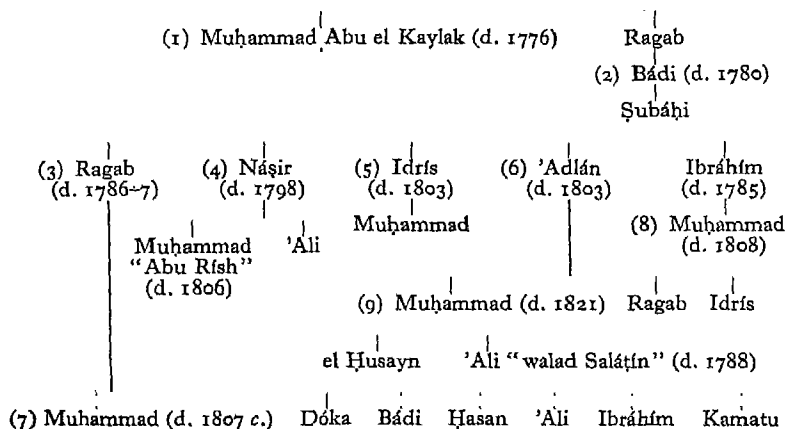 (1) Muḥammad Abu el Kaylak (d. 1776) Ragab
(2) Bádi (d. 1780)
Ṣubáḥi
(3) Ragab (4) Náṣir (5) Idrís (6) 'Adlán Ibráhím
(d. 1786-7) (d. 1798) (d. 1803) (d. 1803) (d. 1785)
Muḥammad (8) Muḥammad
Muḥammad 'Ali (d. 1808)
"Abu Rísh"
(d. 1806)
(9) Muḥammad (d. 1821) Ragab Idrís
el Ḥusayn 'Ali "walad Salátín" (d. 1788)
(7) Muḥammad (d. 1807 c.) Dóka Bádi Ḥasan 'Ali Ibráhím Kamatu